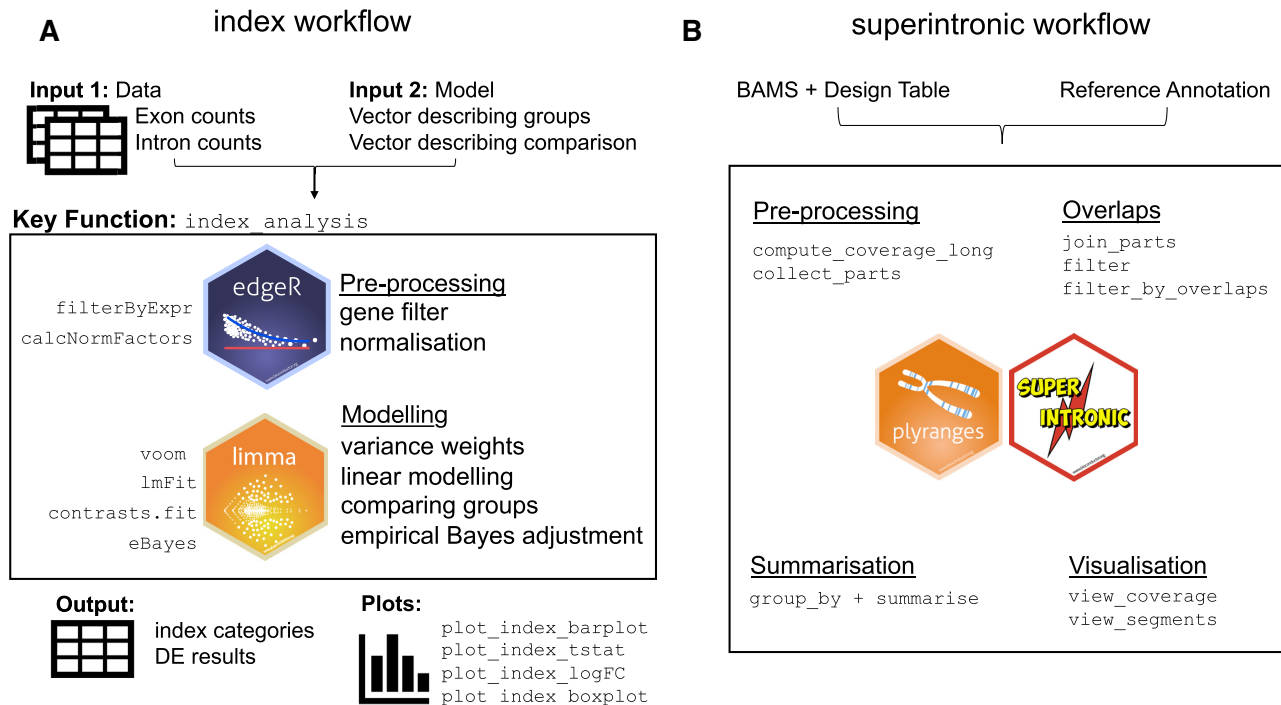 A
index workflow
Input 1: Data
Exon counts
Intron counts
Input 2: Model
Vector describing groups
Vector describing comparison
Key Function: index_analysis
filterByExpr
calcNormFactors
edgeR
Pre-processing
gene filter
normalisation
voom
lmFit
contrasts.fit
eBayes
limma
Modelling
variance weights
linear modelling
comparing groups
empirical Bayes adjustment
Output:
index categories
DE results
Plots:
plot_index_barplot
plot_index_tstat
plot_index_logFC
plot_index_boxplot
B
superintronic workflow
BAMS + Design Table
Reference Annotation
Pre-processing
compute_coverage_long
collect_parts
Overlaps
join_parts
filter
filter_by_overlaps
plyranges
SUPER
INTRONIC
Summarisation
group_by + summarise
Visualisation
view_coverage
view_segments